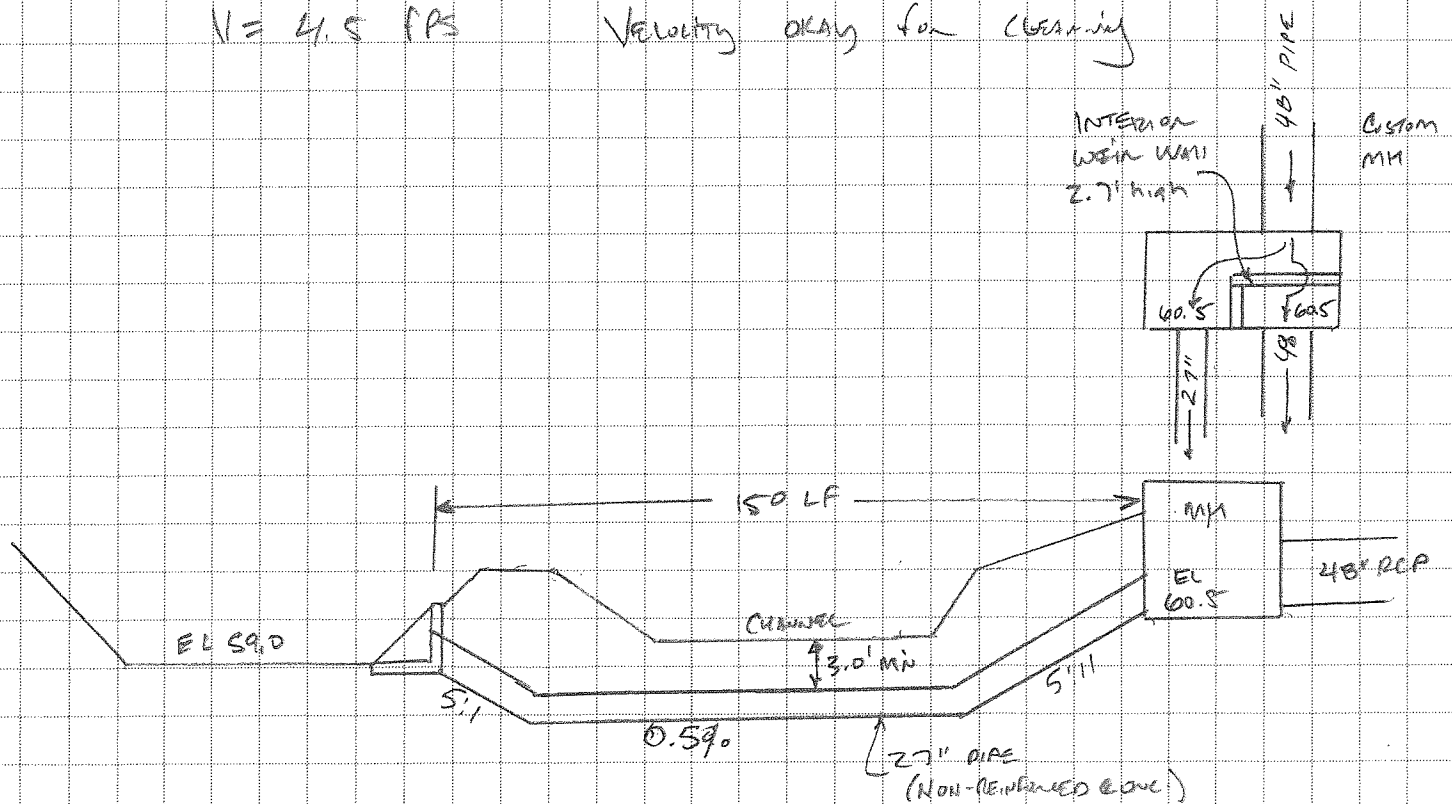 V = 4.5 fps
Velocity okay for cleaning
48" PIPE
INTERIOR
WEIR WALL
2.7' high
Custom
MH
60.5
60.5
27"
48
150 LF
MH
EL
60.5
48" RCP
EL 59.0
CHANNEL
3.0' MIN
5:1
5:1
0.5%
27" PIPE
(NON-REINFORCED CONC)